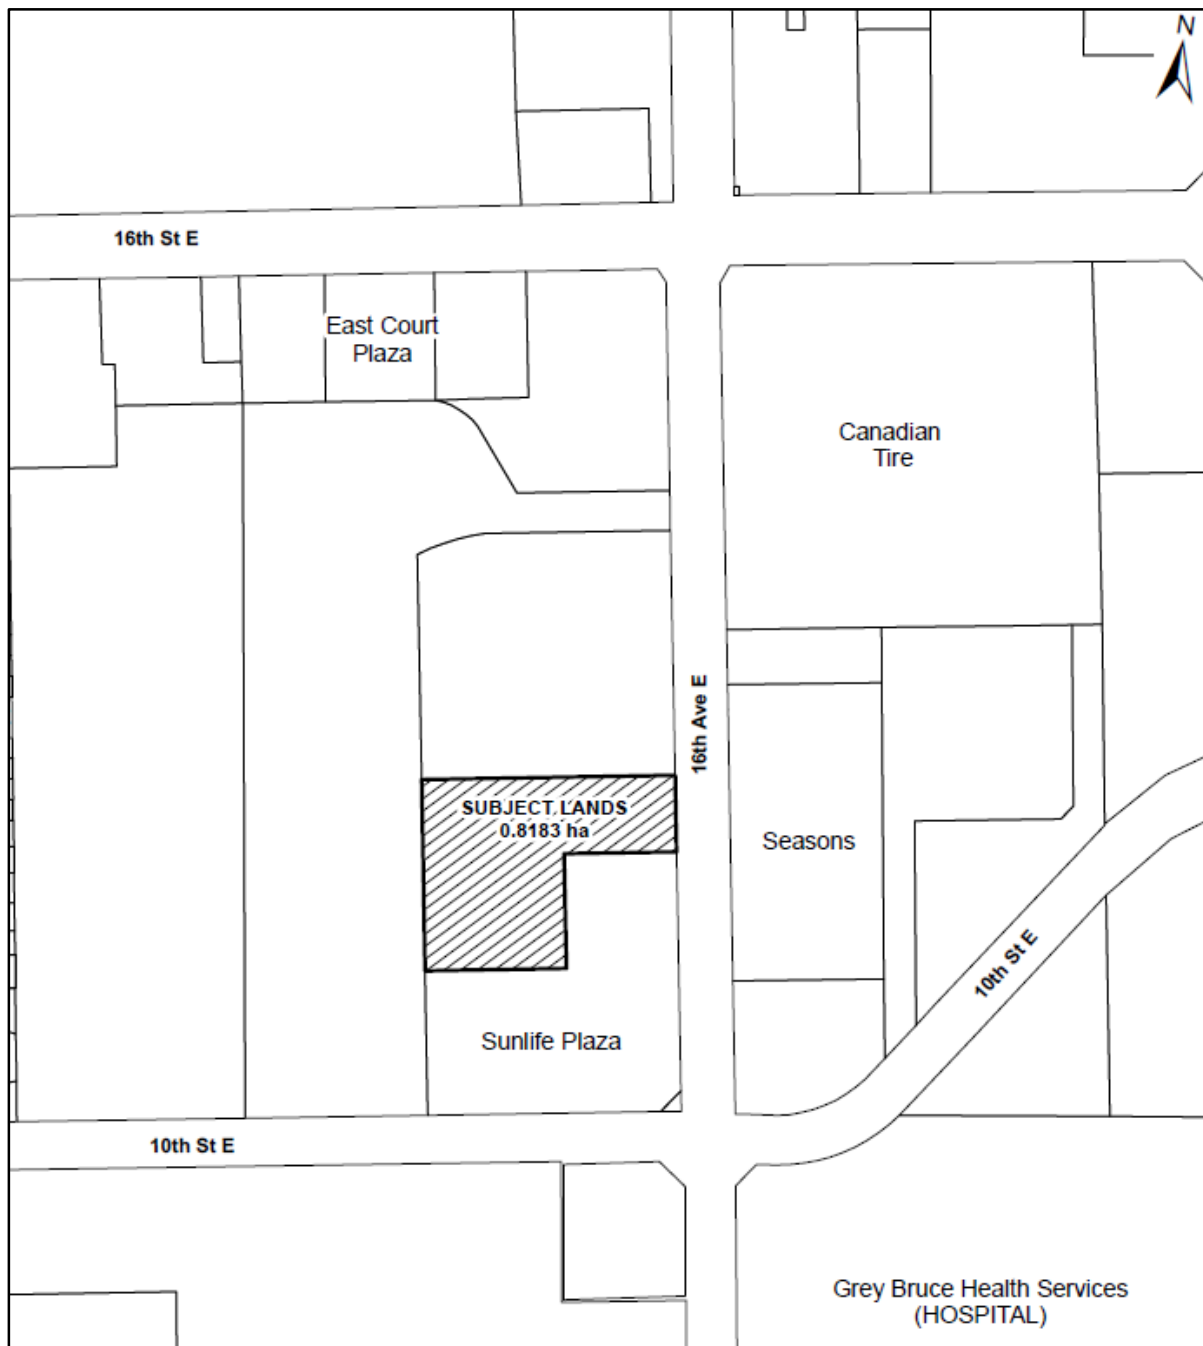 N
16th St E
East Court
Plaza
Canadian
Tire
16th Ave E
SUBJECT LANDS
0.8183 ha
Seasons
10th St E
Sunlife Plaza
10th St E
Grey Bruce Health Services
(HOSPITAL)